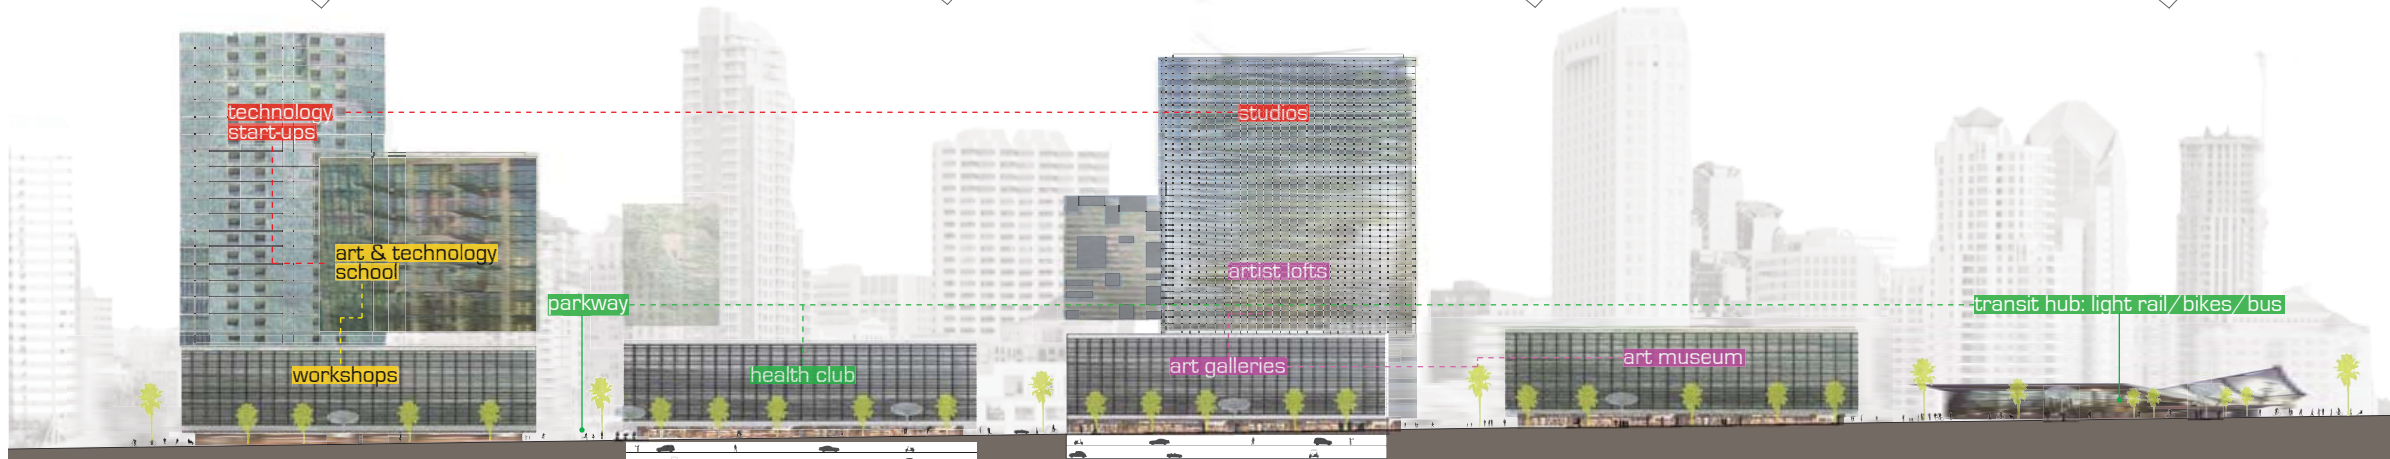 technology
start-ups
studios
art & technology
school
artist lofts
parkway
transit hub: light rail/bikes/bus
workshops
health club
art galleries
art museum